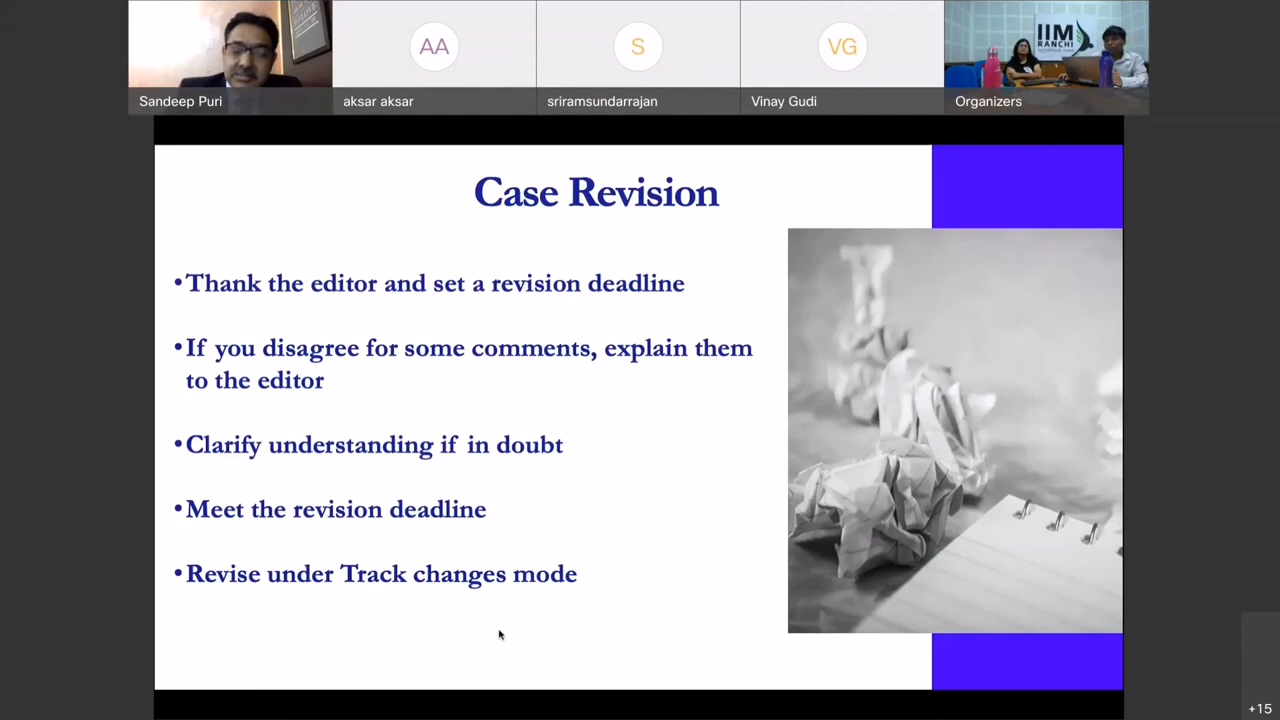 AA
S
VG
IIM
RANCHI
Sandeep Puri
aksar aksar
sriramsundarrajan
Vinay Gudi
Organizers
Case Revision
•Thank the editor and set a revision deadline
•If you disagree for some comments, explain them
to the editor
•Clarify understanding if in doubt
•Meet the revision deadline
•Revise under Track changes mode
+15